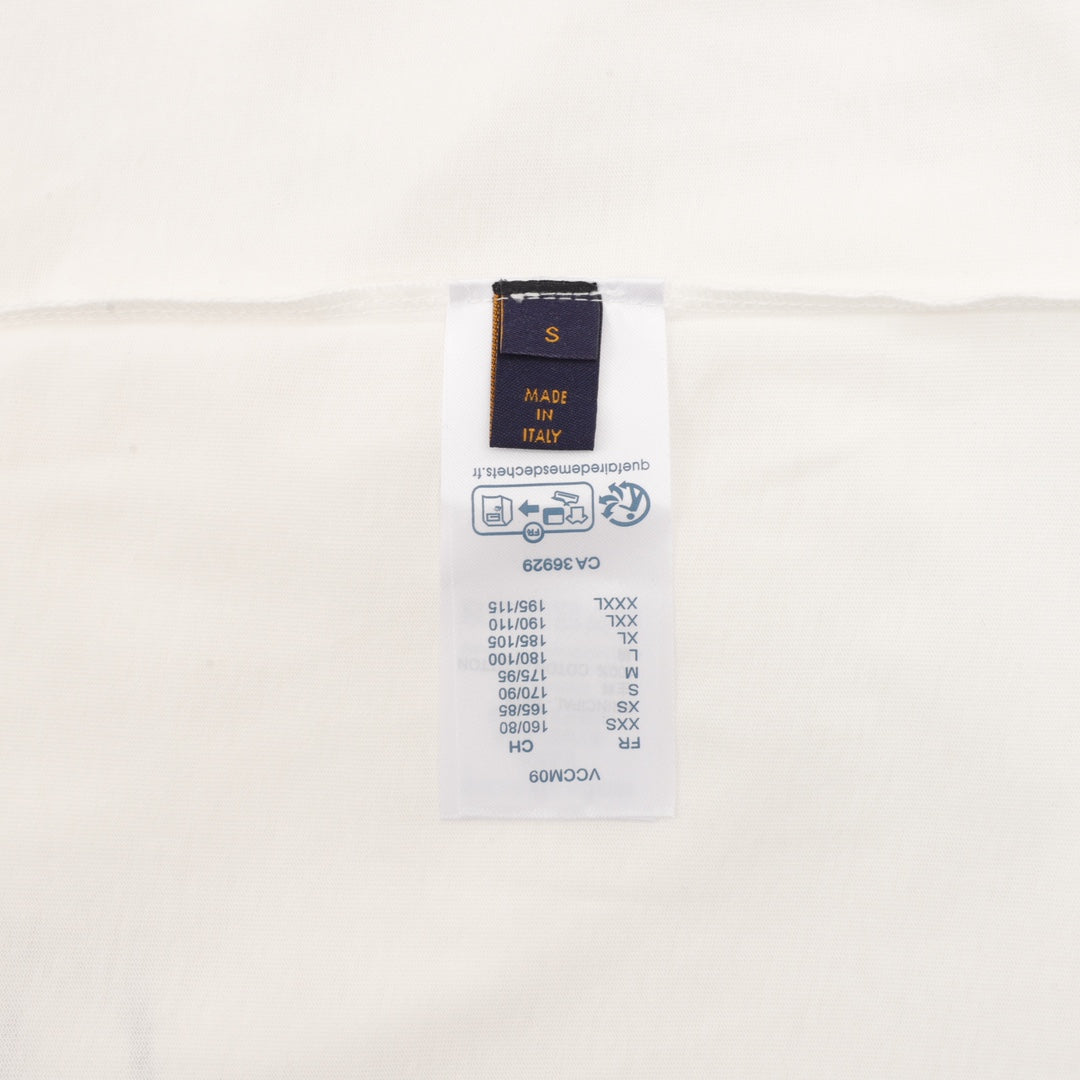 S
MADE
IN
ITALY
VCCM09
FR CH
XXS 160/80
XS 165/85
S 170/90
M 175/95
L 180/100
XL 185/105
XXL 190/110
XXXL 195/115
CA 36929
FR
quefairedemesdechets.fr